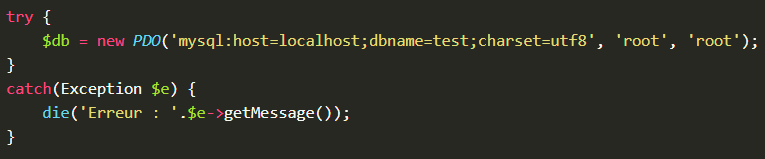 try {
    $db = new PDO('mysql:host=localhost;dbname=test;charset=utf8', 'root', 'root');
}
catch(Exception $e) {
    die('Erreur : '.$e->getMessage());
}